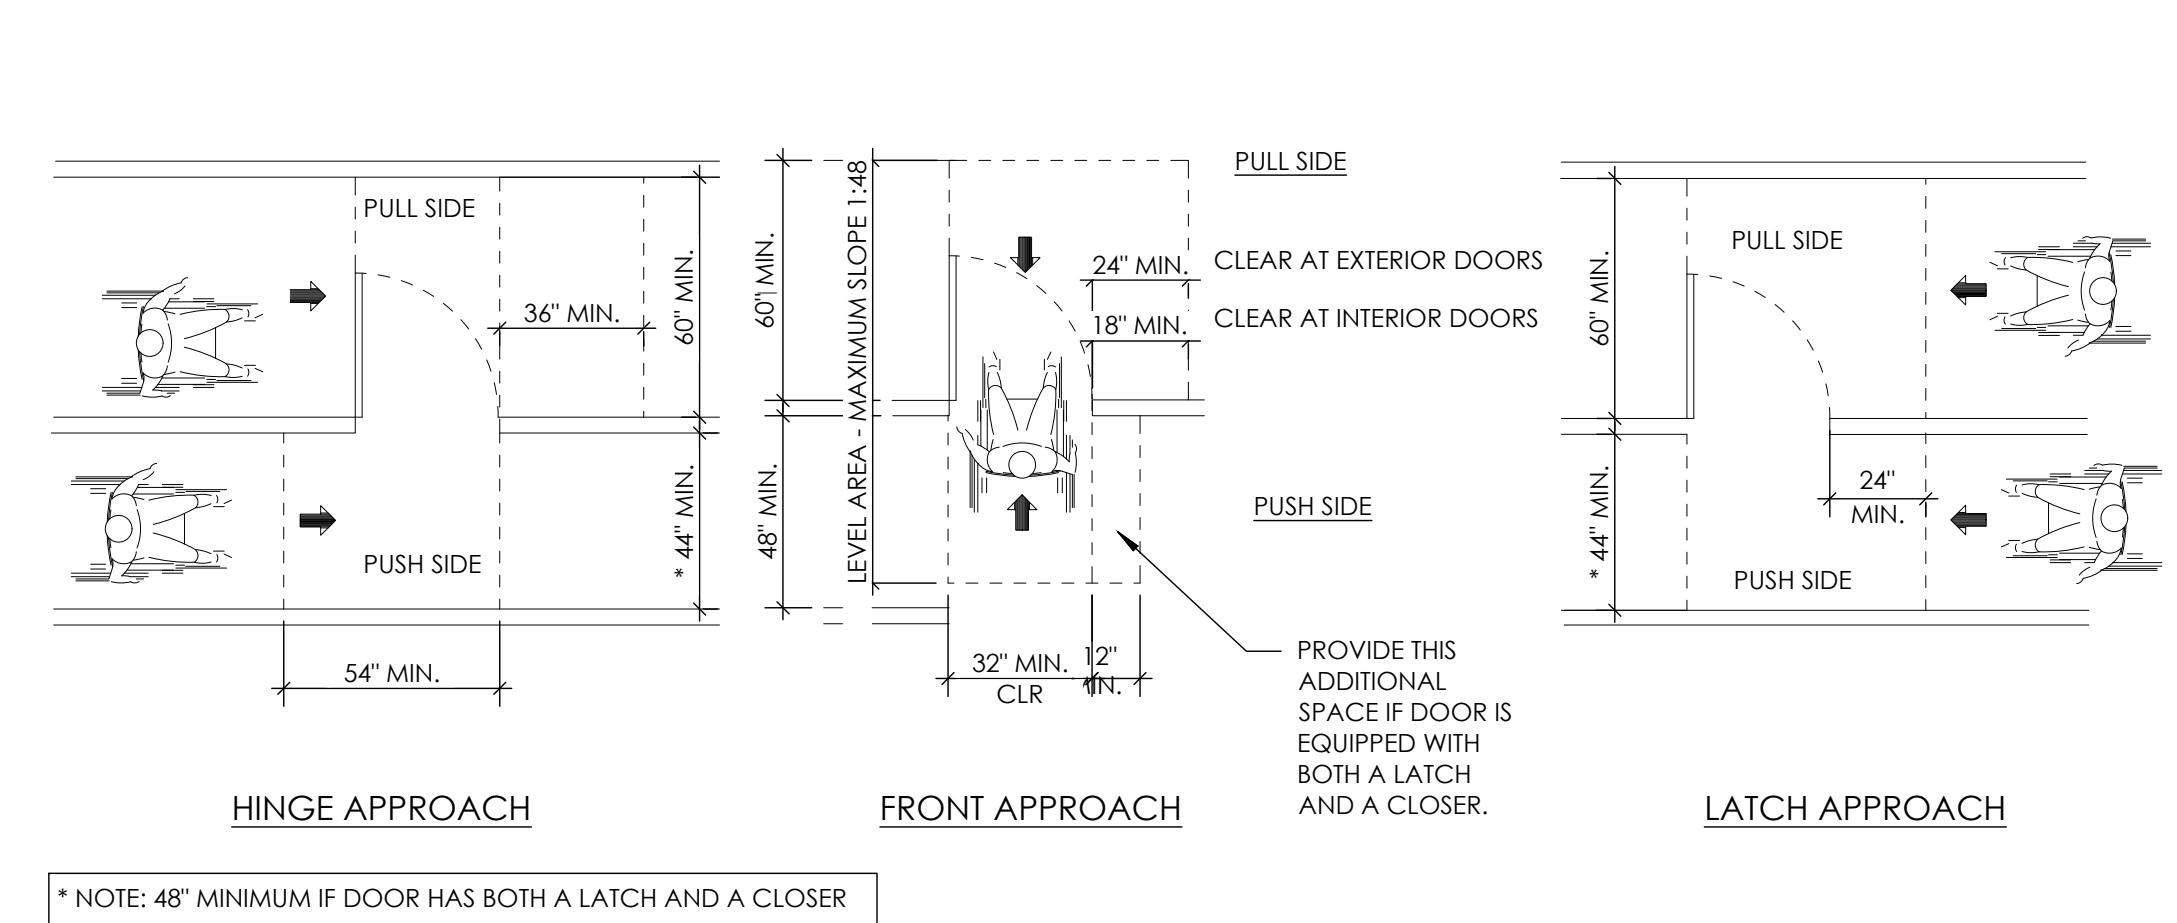 PULL SIDE
36" MIN.
60" MIN.
* 44" MIN.
PUSH SIDE
54" MIN.
HINGE APPROACH
60" MIN.
48" MIN.
LEVEL AREA - MAXIMUM SLOPE 1:48
PULL SIDE
24" MIN.
CLEAR AT EXTERIOR DOORS
18" MIN.
CLEAR AT INTERIOR DOORS
PUSH SIDE
32" MIN.
CLR
12"
PROVIDE THIS
ADDITIONAL
SPACE IF DOOR IS
EQUIPPED WITH
BOTH A LATCH
AND A CLOSER.
FRONT APPROACH
60" MIN.
* 44" MIN.
PULL SIDE
24"
MIN.
PUSH SIDE
LATCH APPROACH
* NOTE: 48" MINIMUM IF DOOR HAS BOTH A LATCH AND A CLOSER